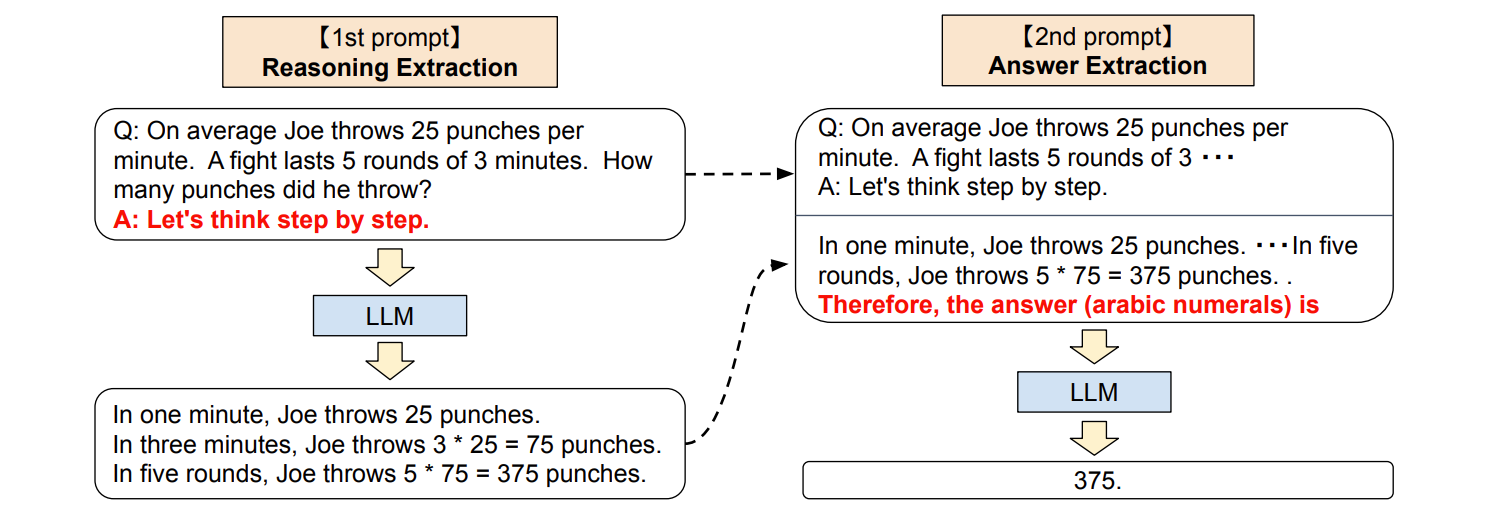 【1st prompt】
Reasoning Extraction
Q: On average Joe throws 25 punches per
minute.  A fight lasts 5 rounds of 3 minutes.  How
many punches did he throw?
A: Let's think step by step.
LLM
In one minute, Joe throws 25 punches.
In three minutes, Joe throws 3 * 25 = 75 punches.
In five rounds, Joe throws 5 * 75 = 375 punches.
【2nd prompt】
Answer Extraction
Q: On average Joe throws 25 punches per
minute.  A fight lasts 5 rounds of 3 ・・・
A: Let's think step by step.
In one minute, Joe throws 25 punches. ・・・In five
rounds, Joe throws 5 * 75 = 375 punches. .
Therefore, the answer (arabic numerals) is
LLM
375.